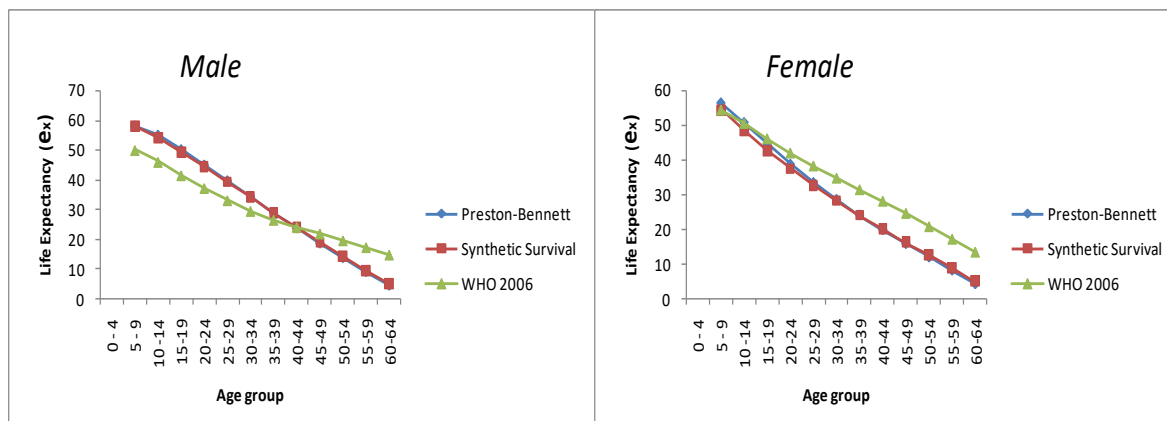 Male
70
60
50
40
30
20
10
0
Life Expectancy (ex)
0 - 4
5 - 9
10 -14
15-19
20-24
25-29
30-34
35-39
40-44
45-49
50-54
55-59
60-64
Age group
Preston-Bennett
Synthetic Survival
WHO 2006
Female
60
50
40
30
20
10
0
Life Expectancy (ex)
0 - 4
5 - 9
10 -14
15-19
20-24
25-29
30-34
35-39
40-44
45-49
50-54
55-59
60-64
Age group
Preston-Bennett
Synthetic Survival
WHO 2006